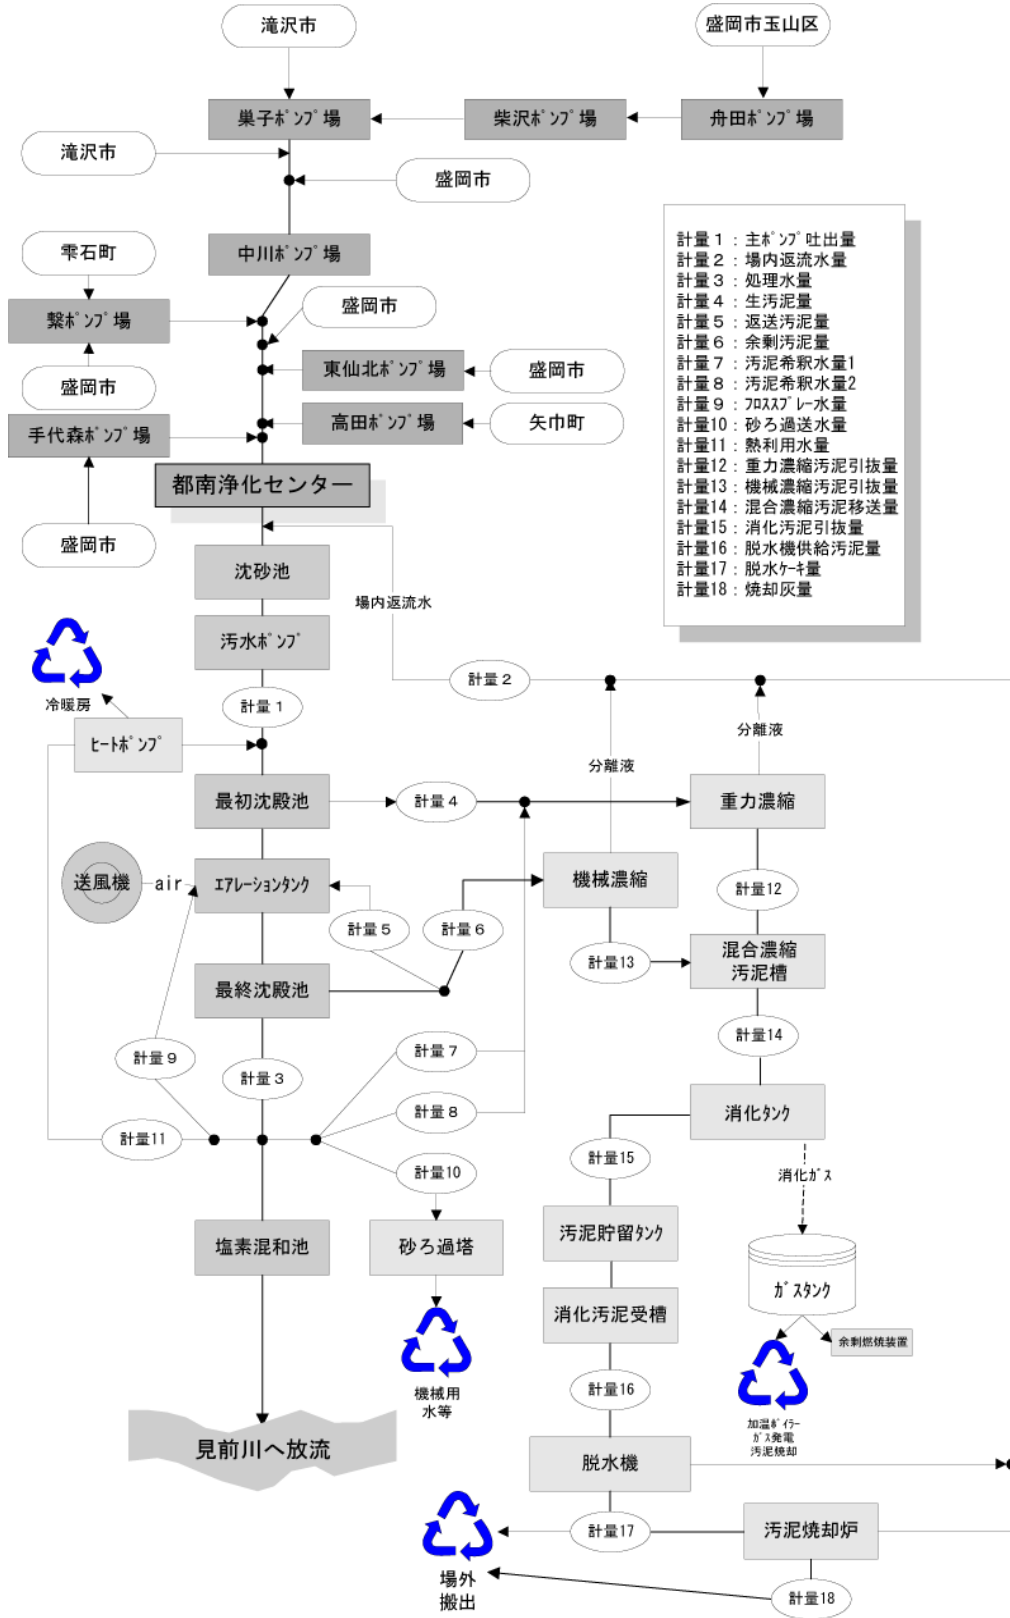 滝沢市
盛岡市玉山区
巣子ﾎﾟﾝﾌﾟ場
柴沢ﾎﾟﾝﾌﾟ場
舟田ﾎﾟﾝﾌﾟ場
滝沢市
盛岡市
雫石町
中川ﾎﾟﾝﾌﾟ場
盛岡市
繋ﾎﾟﾝﾌﾟ場
東仙北ﾎﾟﾝﾌﾟ場
盛岡市
盛岡市
手代森ﾎﾟﾝﾌﾟ場
高田ﾎﾟﾝﾌﾟ場
矢巾町
都南浄化センター
盛岡市
計量１：主ﾎﾟﾝﾌﾟ吐出量
計量２：場内返流水量
計量３：処理水量
計量４：生汚泥量
計量５：返送汚泥量
計量６：余剰汚泥量
計量７：汚泥希釈水量1
計量８：汚泥希釈水量2
計量９：ﾌﾛｽｽﾌﾟﾚｰ水量
計量10：砂ろ過送水量
計量11：熱利用水量
計量12：重力濃縮汚泥引抜量
計量13：機械濃縮汚泥引抜量
計量14：混合濃縮汚泥移送量
計量15：消化汚泥引抜量
計量16：脱水機供給汚泥量
計量17：脱水ｹｰｷ量
計量18：焼却灰量
沈砂池
場内返流水
汚水ﾎﾟﾝﾌﾟ
計量２
冷暖房
計量１
ﾋｰﾄﾎﾟﾝﾌﾟ
分離液
分離液
最初沈殿池
計量４
重力濃縮
送風機
air
ｴｱﾚｰｼｮﾝﾀﾝｸ
機械濃縮
計量12
計量５
計量６
混合濃縮
汚泥槽
計量13
最終沈殿池
計量14
計量９
計量３
計量７
計量８
消化ﾀﾝｸ
計量11
計量15
計量10
消化ｶﾞｽ
塩素混和池
砂ろ過塔
汚泥貯留ﾀﾝｸ
ｶﾞｽﾀﾝｸ
消化汚泥受槽
余剰燃焼装置
機械用
水等
計量16
加温ﾎﾞｲﾗｰ
ｶﾞｽ発電
汚泥焼却
見前川へ放流
脱水機
計量17
汚泥焼却炉
場外
搬出
計量18